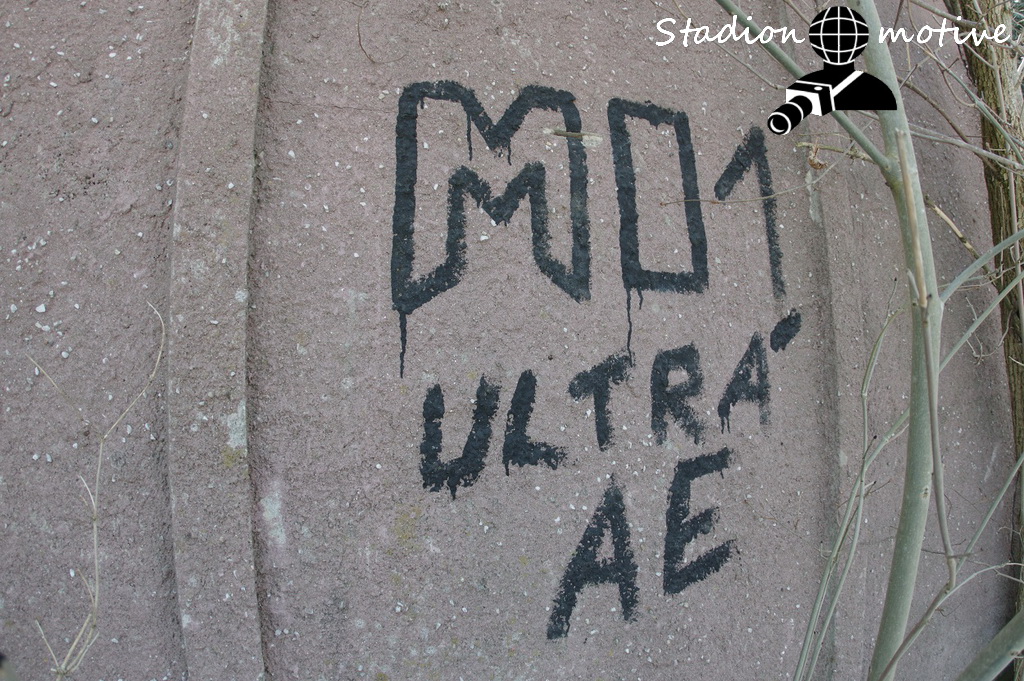 Stadion motive
M01
ULTRÁ
AE